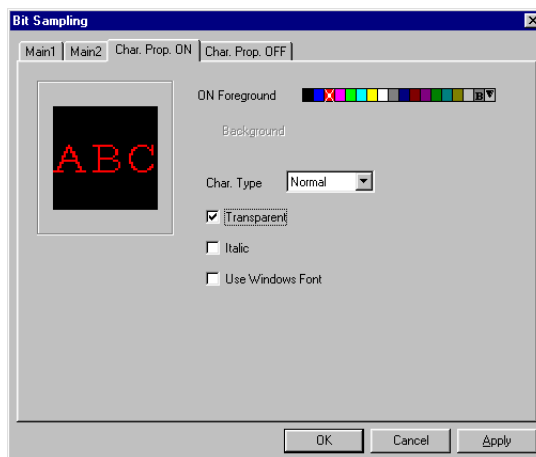 Bit Sampling
Main1 Main2 Char. Prop. ON Char. Prop. OFF
ON Foreground B
ABC
Background
Char. Type Normal
Transparent
Italic
Use Windows Font
OK Cancel Apply